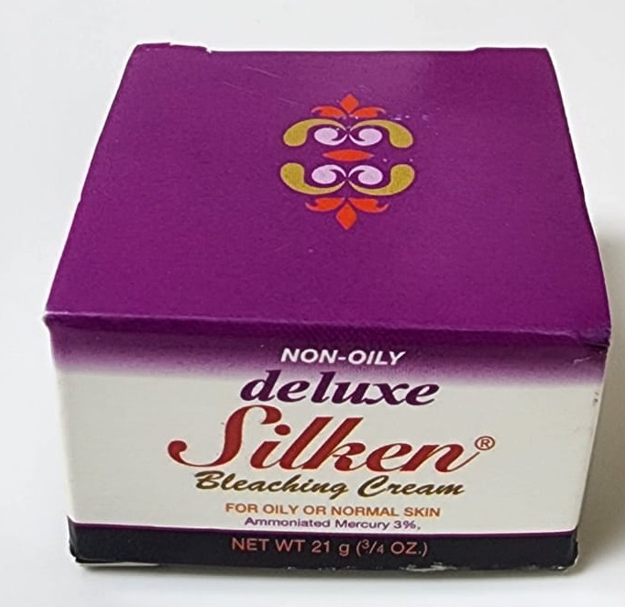 NON-OILY
deluxe
Silken®
Bleaching Cream
FOR OILY OR NORMAL SKIN
Ammoniated Mercury 3%,
NET WT 21 g (3/4 OZ.)